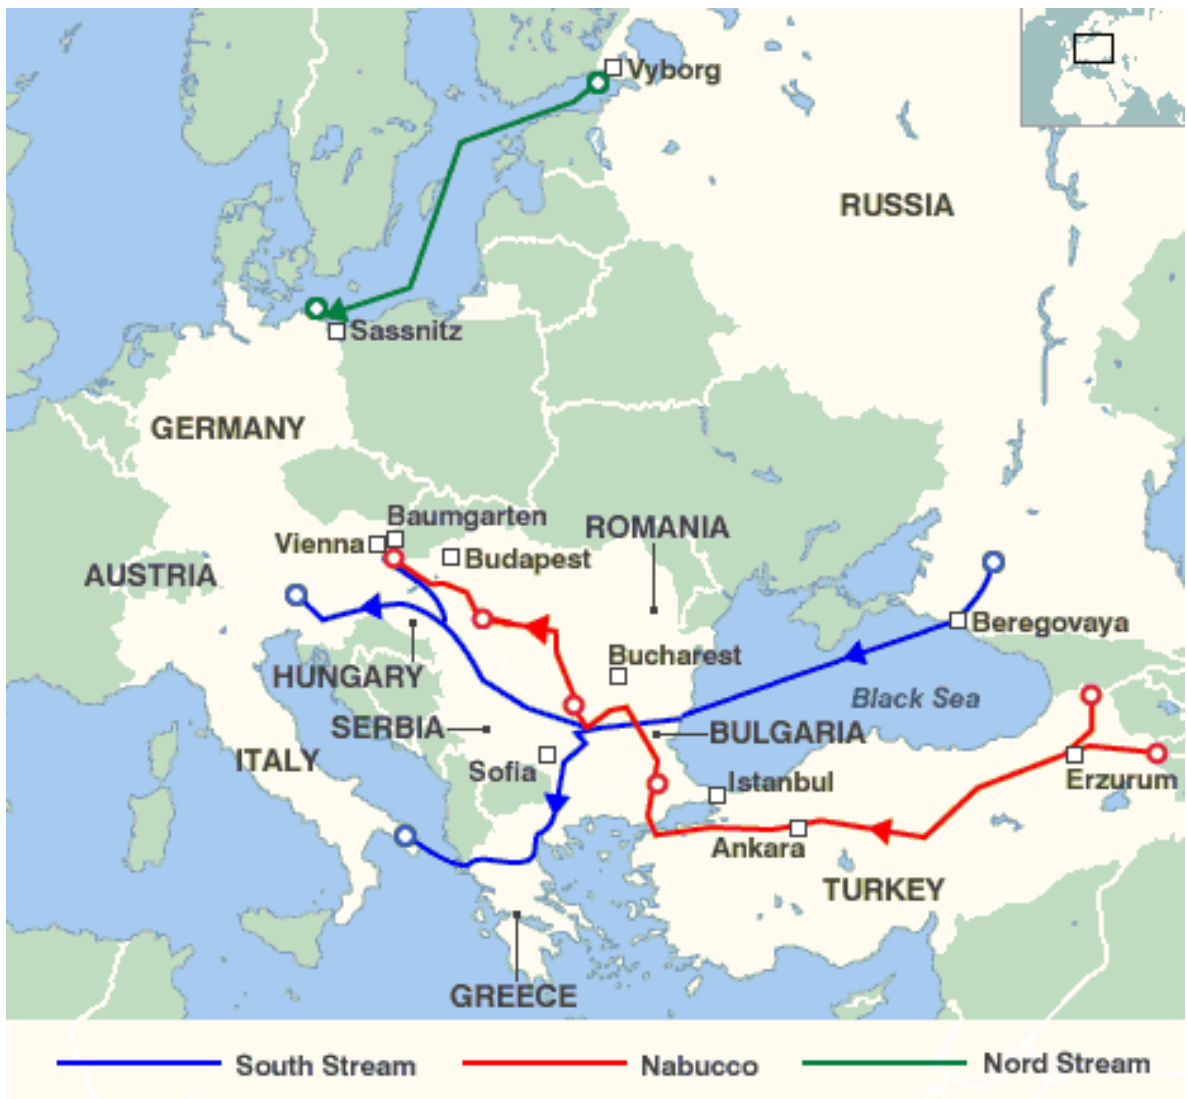 Vyborg
RUSSIA
Sassnitz
GERMANY
Baumgarten
ROMANIA
Vienna
Budapest
AUSTRIA
Beregovaya
Bucharest
HUNGARY
Black Sea
SERBIA
BULGARIA
ITALY
Sofia
Istanbul
Erzurum
Ankara
TURKEY
GREECE
South Stream
Nabucco
Nord Stream